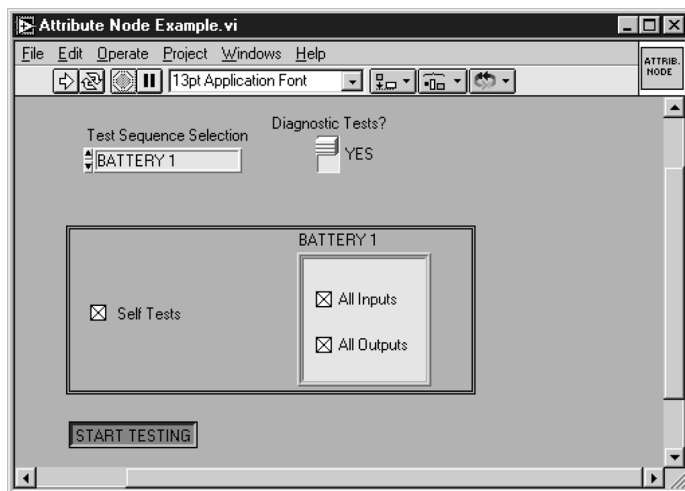 Attribute Node Example.vi
File Edit Operate Project Windows Help
ATTRIB.
NODE
13pt Application Font
Test Sequence Selection
BATTERY 1
Diagnostic Tests?
YES
BATTERY 1
Self Tests
All Inputs
All Outputs
START TESTING